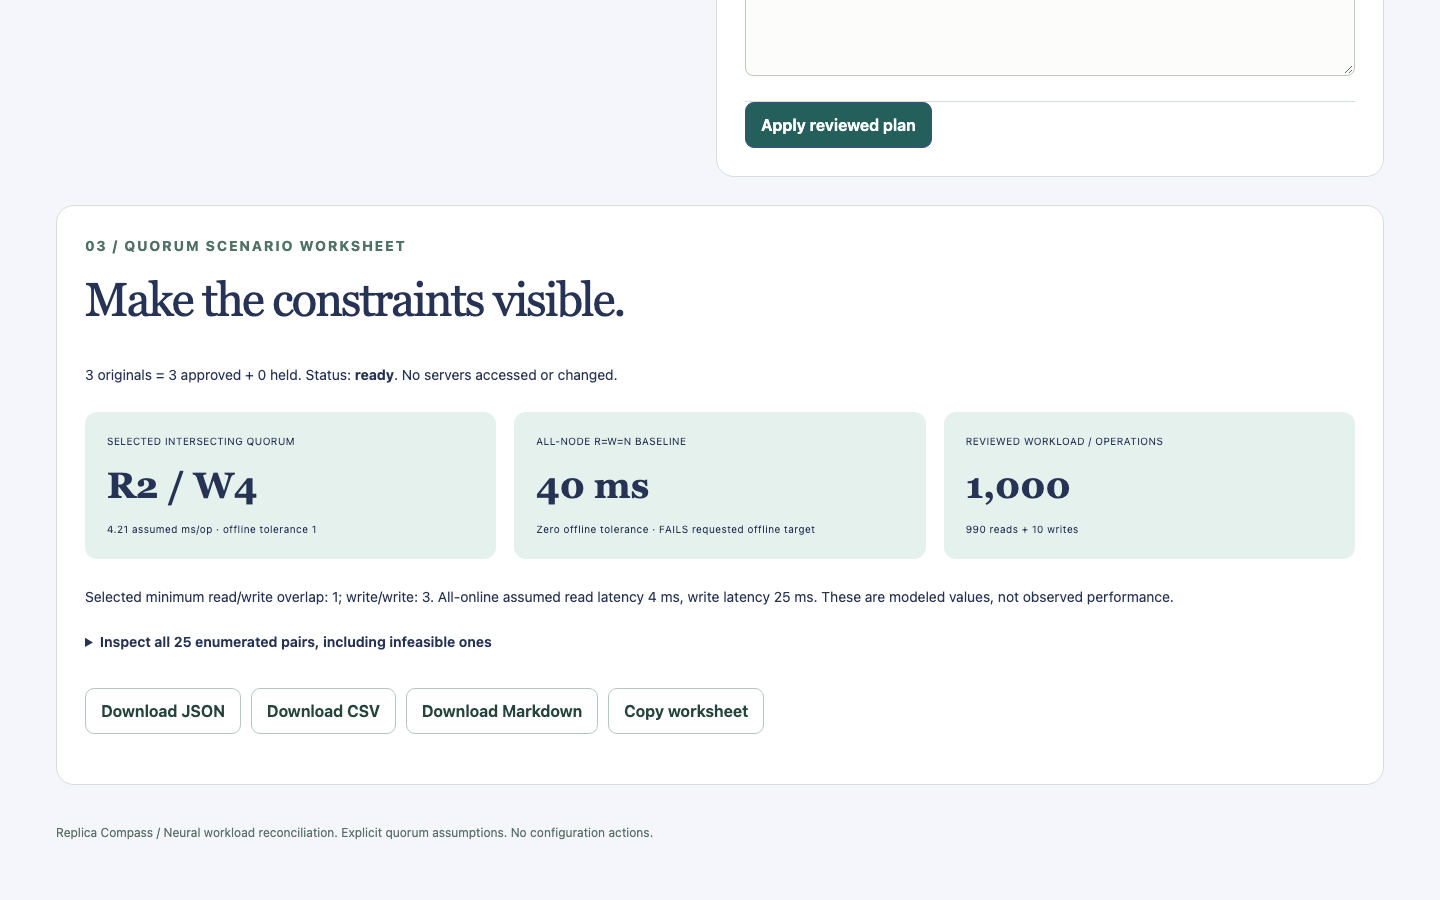 Apply reviewed plan
03 / QUORUM SCENARIO WORKSHEET
Make the constraints visible.
3 originals = 3 approved + 0 held. Status: ready. No servers accessed or changed.
SELECTED INTERSECTING QUORUM
R2 / W4
4.21 assumed ms/op · offline tolerance 1
ALL-NODE R=W=N BASELINE
40 ms
Zero offline tolerance · FAILS requested offline target
REVIEWED WORKLOAD / OPERATIONS
1,000
990 reads + 10 writes
Selected minimum read/write overlap: 1; write/write: 3. All-online assumed read latency 4 ms, write latency 25 ms. These are modeled values, not observed performance.
Inspect all 25 enumerated pairs, including infeasible ones
Download JSON
Download CSV
Download Markdown
Copy worksheet
Replica Compass / Neural workload reconciliation. Explicit quorum assumptions. No configuration actions.